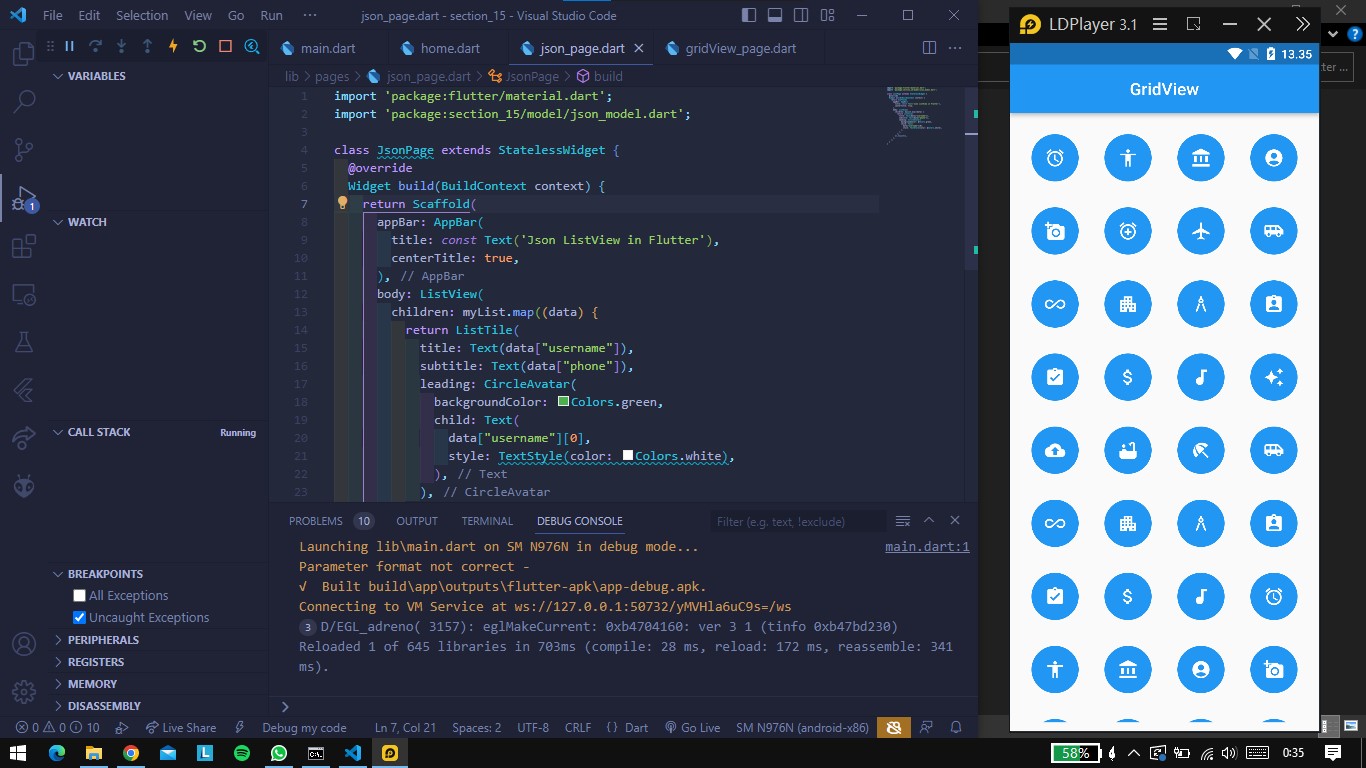 File Edit Selection View Go Run ··· json_page.dart - section_15 - Visual Studio Code
main.dart home.dart json_page.dart gridView_page.dart
lib > pages > json_page.dart > JsonPage > build
VARIABLES
WATCH
CALL STACK Running
BREAKPOINTS
All Exceptions
Uncaught Exceptions
PERIPHERALS
REGISTERS
MEMORY
DISASSEMBLY
1
1 import 'package:flutter/material.dart';
2 import 'package:section_15/model/json_model.dart';
3
4 class JsonPage extends StatelessWidget {
5 @override
6 Widget build(BuildContext context) {
7 return Scaffold(
8 appBar: AppBar(
9 title: const Text('Json ListView in Flutter'),
10 centerTitle: true,
11 ), // AppBar
12 body: ListView(
13 children: myList.map((data) {
14 return ListTile(
15 title: Text(data["username"]),
16 subtitle: Text(data["phone"]),
17 leading: CircleAvatar(
18 backgroundColor: Colors.green,
19 child: Text(
20 data["username"][0],
21 style: TextStyle(color: Colors.white),
22 ), // Text
23 ), // CircleAvatar
PROBLEMS 10 OUTPUT TERMINAL DEBUG CONSOLE Filter (e.g. text, !exclude)
Launching lib\main.dart on SM N976N in debug mode... main.dart:1
Parameter format not correct -
√ Built build\app\outputs\flutter-apk\app-debug.apk.
Connecting to VM Service at ws://127.0.0.1:50732/yMVHla6uC9s=/ws
3 D/EGL_adreno( 3157): eglMakeCurrent: 0xb4704160: ver 3 1 (tinfo 0xb47bd230)
Reloaded 1 of 645 libraries in 703ms (compile: 28 ms, reload: 172 ms, reassemble: 341
ms).
0 0 10 Live Share Debug my code Ln 7, Col 21 Spaces: 2 UTF-8 CRLF {} Dart Go Live SM N976N (android-x86)
LDPlayer 3.1
13.35
GridView
tter ...
58% 0:35